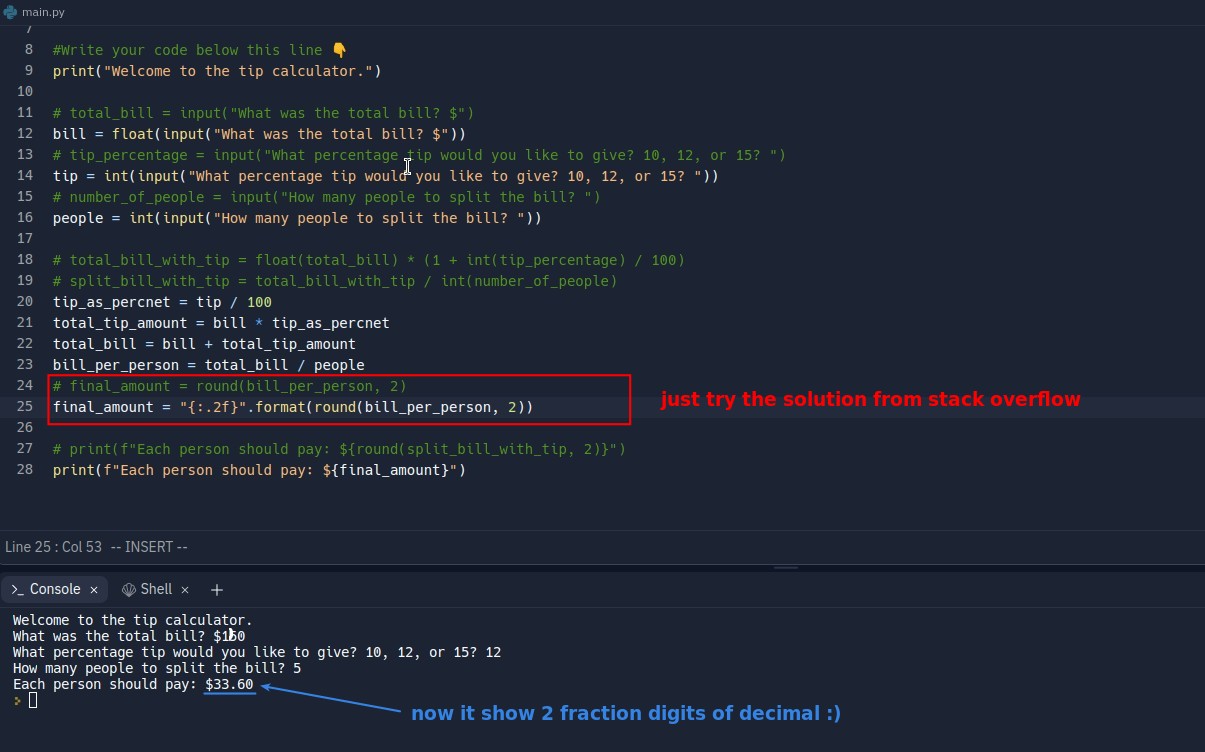 main.py
7
8 #Write your code below this line 👇
9 print("Welcome to the tip calculator.")
10
11 # total_bill = input("What was the total bill? $")
12 bill = float(input("What was the total bill? $"))
13 # tip_percentage = input("What percentage tip would you like to give? 10, 12, or 15? ")
14 tip = int(input("What percentage tip would you like to give? 10, 12, or 15? "))
15 # number_of_people = input("How many people to split the bill? ")
16 people = int(input("How many people to split the bill? "))
17
18 # total_bill_with_tip = float(total_bill) * (1 + int(tip_percentage) / 100)
19 # split_bill_with_tip = total_bill_with_tip / int(number_of_people)
20 tip_as_percnet = tip / 100
21 total_tip_amount = bill * tip_as_percnet
22 total_bill = bill + total_tip_amount
23 bill_per_person = total_bill / people
24 # final_amount = round(bill_per_person, 2)
25 final_amount = "{:.2f}".format(round(bill_per_person, 2))
just try the solution from stack overflow
26
27 # print(f"Each person should pay: ${round(split_bill_with_tip, 2)}")
28 print(f"Each person should pay: ${final_amount}")
Line 25 : Col 53 -- INSERT --
Console × Shell × +
Welcome to the tip calculator.
What was the total bill? $150
What percentage tip would you like to give? 10, 12, or 15? 12
How many people to split the bill? 5
Each person should pay: $33.60
now it show 2 fraction digits of decimal :)